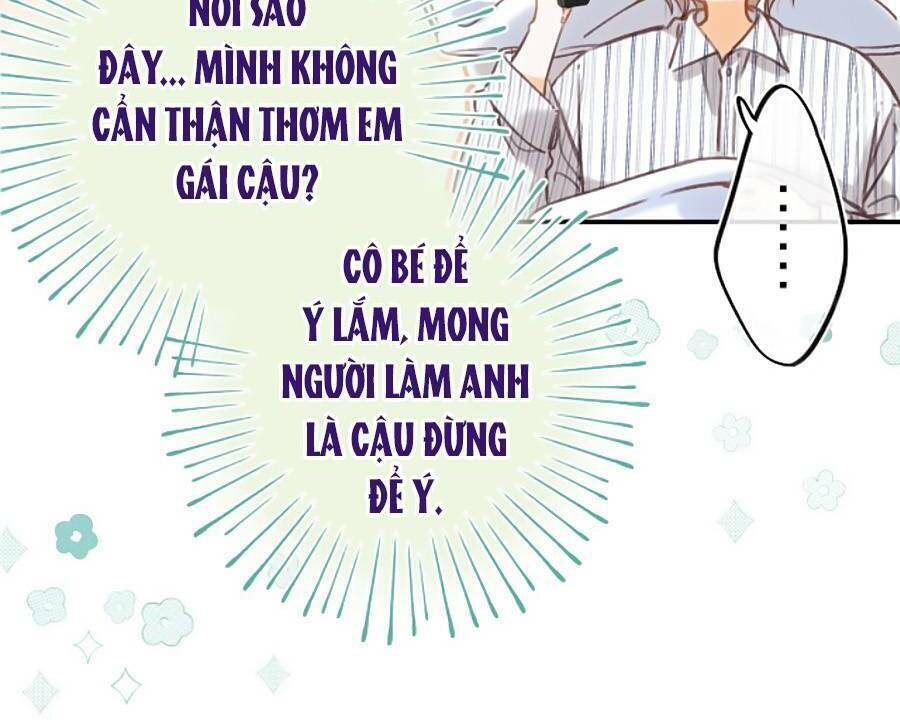 NÓI SAO
ĐÂY... MÌNH KHÔNG
CẨN THẬN THƠM EM
GÁI CẬU?
CÔ BÉ ĐỂ
Ý LẮM, MONG
NGƯỜI LÀM ANH
LÀ CẬU ĐỪNG
ĐỂ Ý.
......